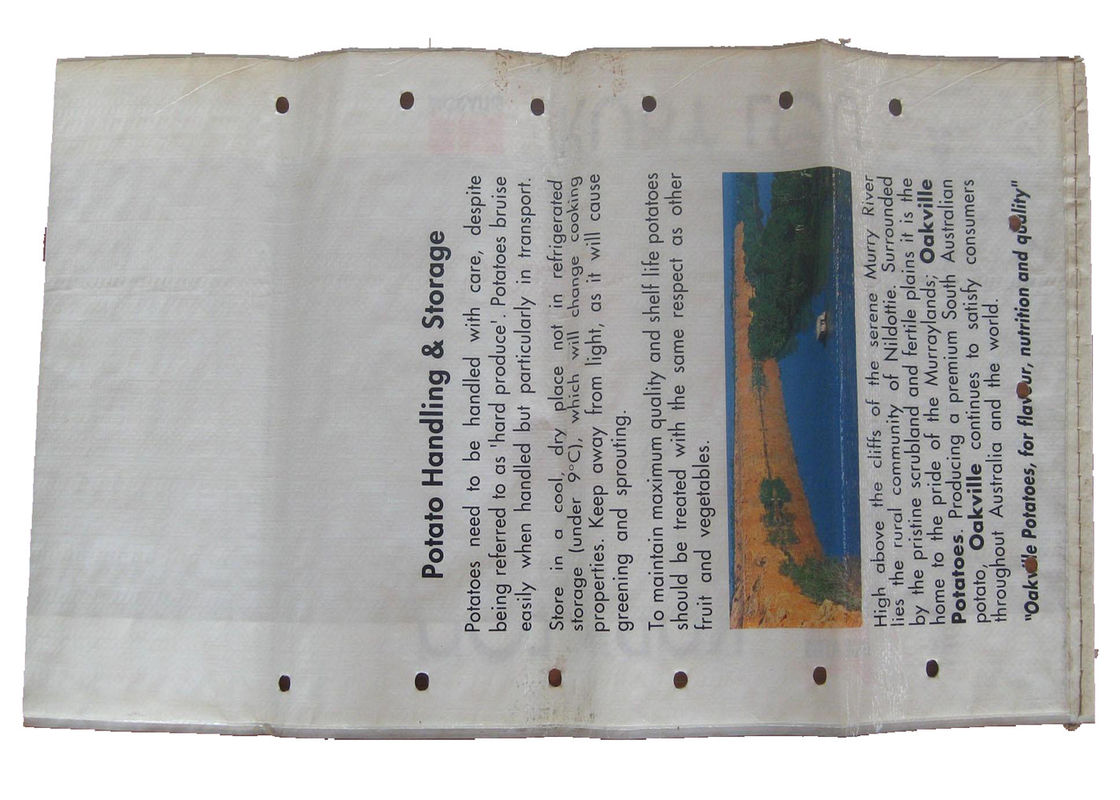 Potato Handling & Storage
Potatoes need to be handled with care, despite
being referred to as 'hard produce'. Potatoes bruise
easily when handled but particularly in transport.
Store in a cool, dry place not in refrigerated
storage (under 9°C), which will change cooking
properties. Keep away from light, as it will cause
greening and sprouting.
To maintain maximum quality and shelf life potatoes
should be treated with the same respect as other
fruit and vegetables.
High above the cliffs of the serene Murry River
lies the rural community of Nildottie. Surrounded
by the pristine scrubland and fertile plains it is the
home to the pride of the Murraylands; Oakville
Potatoes. Producing a premium South Australian
potato, Oakville continues to satisfy consumers
throughout Australia and the world.
"Oakville Potatoes, for flavour, nutrition and quality"